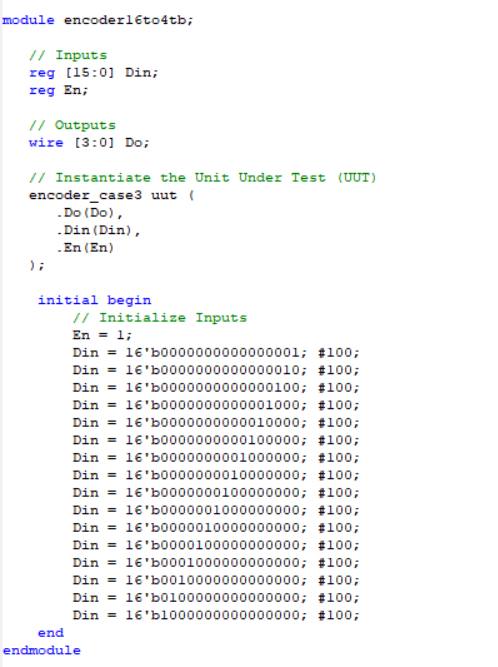 module encoder16to4tb;
// Inputs
reg [15:0] Din;
reg En;
// Outputs
wire [3:0] Do;
// Instantiate the Unit Under Test (UUT)
encoder_case3 uut (
.Do(Do),
.Din(Din),
.En(En)
);
initial begin
// Initialize Inputs
En = 1;
Din = 16'b0000000000000001; #100;
Din = 16'b0000000000000010; #100;
Din = 16'b0000000000000100; #100;
Din = 16'b0000000000001000; #100;
Din = 16'b0000000000010000; #100;
Din = 16'b0000000000100000; #100;
Din = 16'b0000000001000000; #100;
Din = 16'b0000000010000000; #100;
Din = 16'b0000000100000000; #100;
Din = 16'b0000001000000000; #100;
Din = 16'b0000010000000000; #100;
Din = 16'b0000100000000000; #100;
Din = 16'b0001000000000000; #100;
Din = 16'b0010000000000000; #100;
Din = 16'b0100000000000000; #100;
Din = 16'b1000000000000000; #100;
end
endmodule